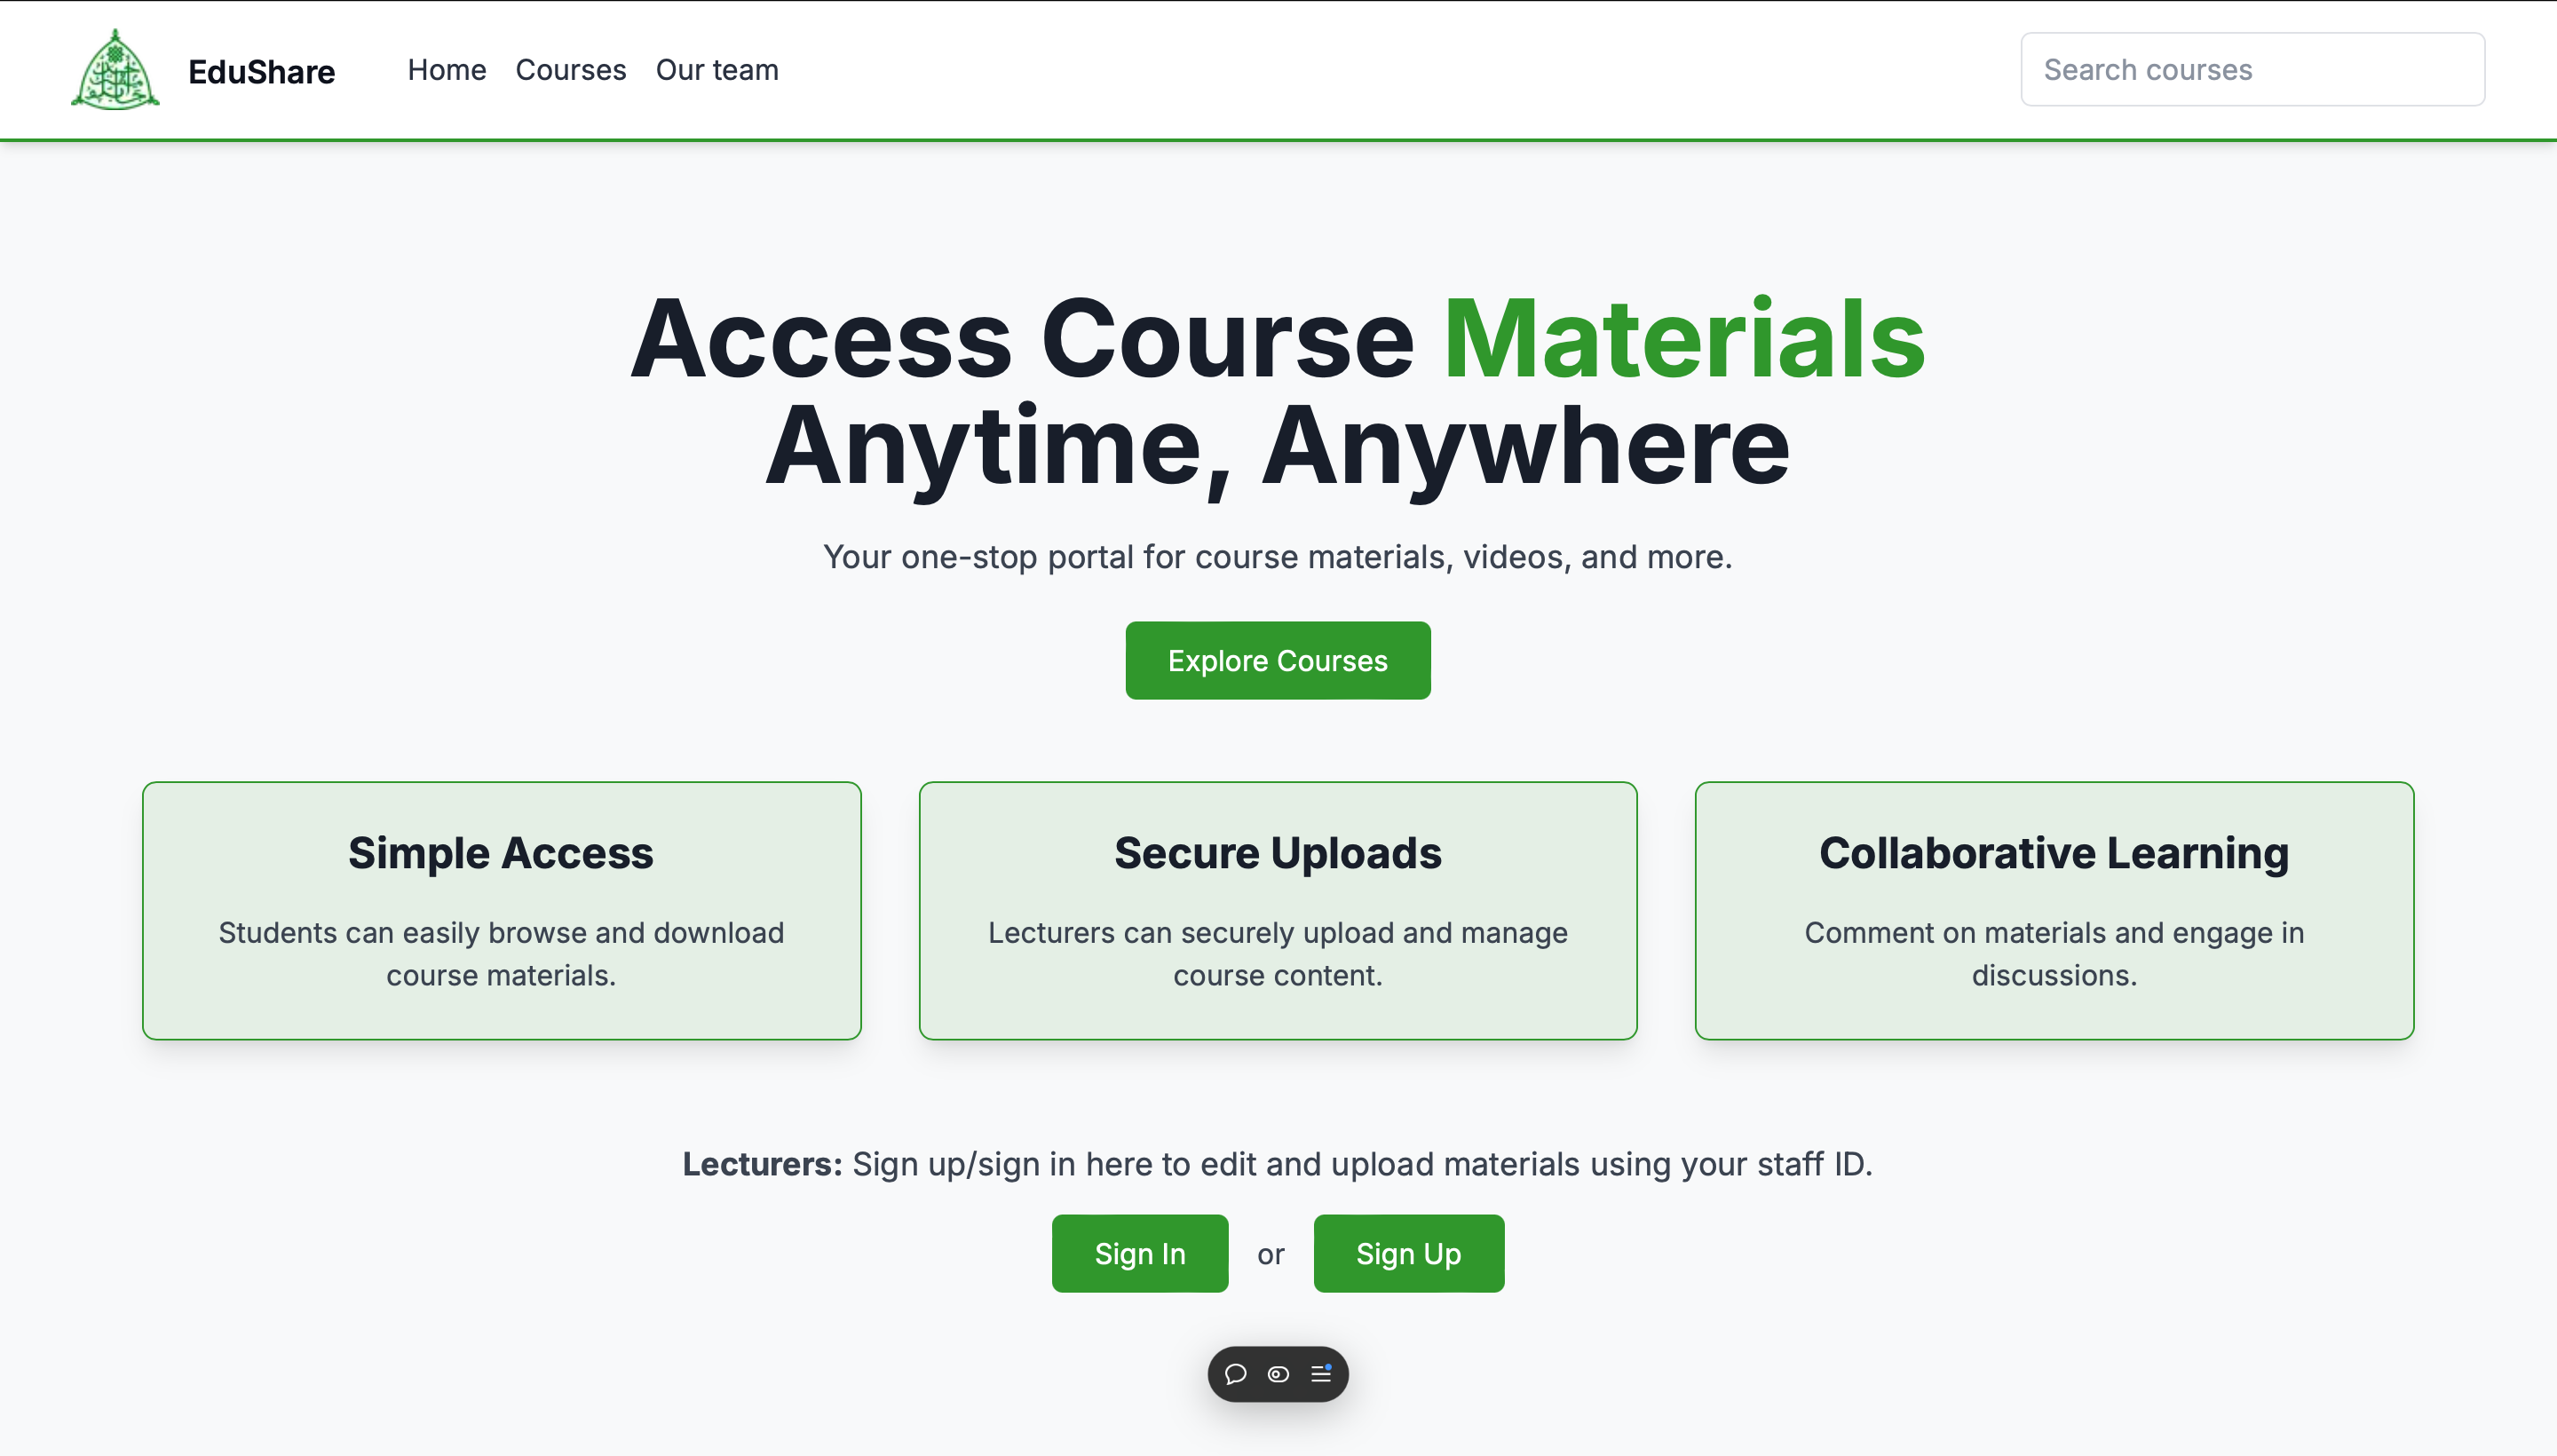 EduShare
Home
Courses
Our team
Search courses
Access Course Materials
Anytime, Anywhere
Your one-stop portal for course materials, videos, and more.
Explore Courses
Simple Access
Students can easily browse and download
course materials.
Secure Uploads
Lecturers can securely upload and manage
course content.
Collaborative Learning
Comment on materials and engage in
discussions.
Lecturers: Sign up/sign in here to edit and upload materials using your staff ID.
Sign In
or
Sign Up